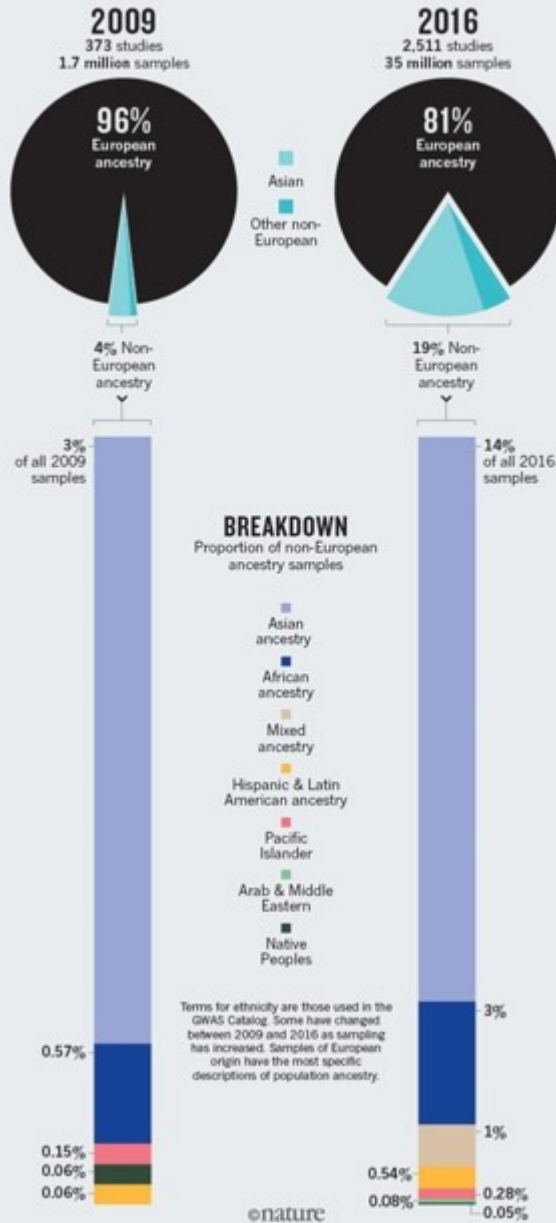 2009
373 studies
1.7 million samples
96%
European
ancestry
2016
2,511 studies
35 million samples
81%
European
ancestry
Asian
Other non-
European
4% Non-
European
ancestry
19% Non-
European
ancestry
3%
of all 2009
samples
14%
of all 2016
samples
BREAKDOWN
Proportion of non-European
ancestry samples
Asian
ancestry
African
ancestry
Mixed
ancestry
Hispanic & Latin
American ancestry
Pacific
Islander
Arab & Middle
Eastern
Native
Peoples
Terms for ethnicity are those used in the
GWAS Catalog. Some have changed
between 2009 and 2016 as sampling
has increased. Samples of European
origin have the most specific
descriptions of population ancestry.
0.57%
0.15%
0.06%
0.06%
3%
1%
0.54%
0.28%
0.08%
0.05%
©nature